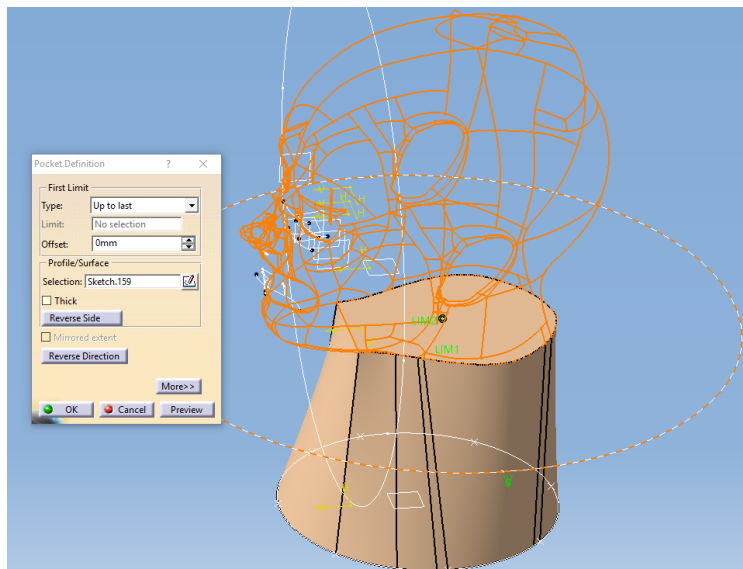 Pocket Definition ? ×
First Limit
Type: Up to last
Limit: No selection
Offset: 0mm
Profile/Surface
Selection: Sketch.159
Thick
Reverse Side
Mirrored extent
Reverse Direction
More>>
OK Cancel Preview
LIM2
LIM1